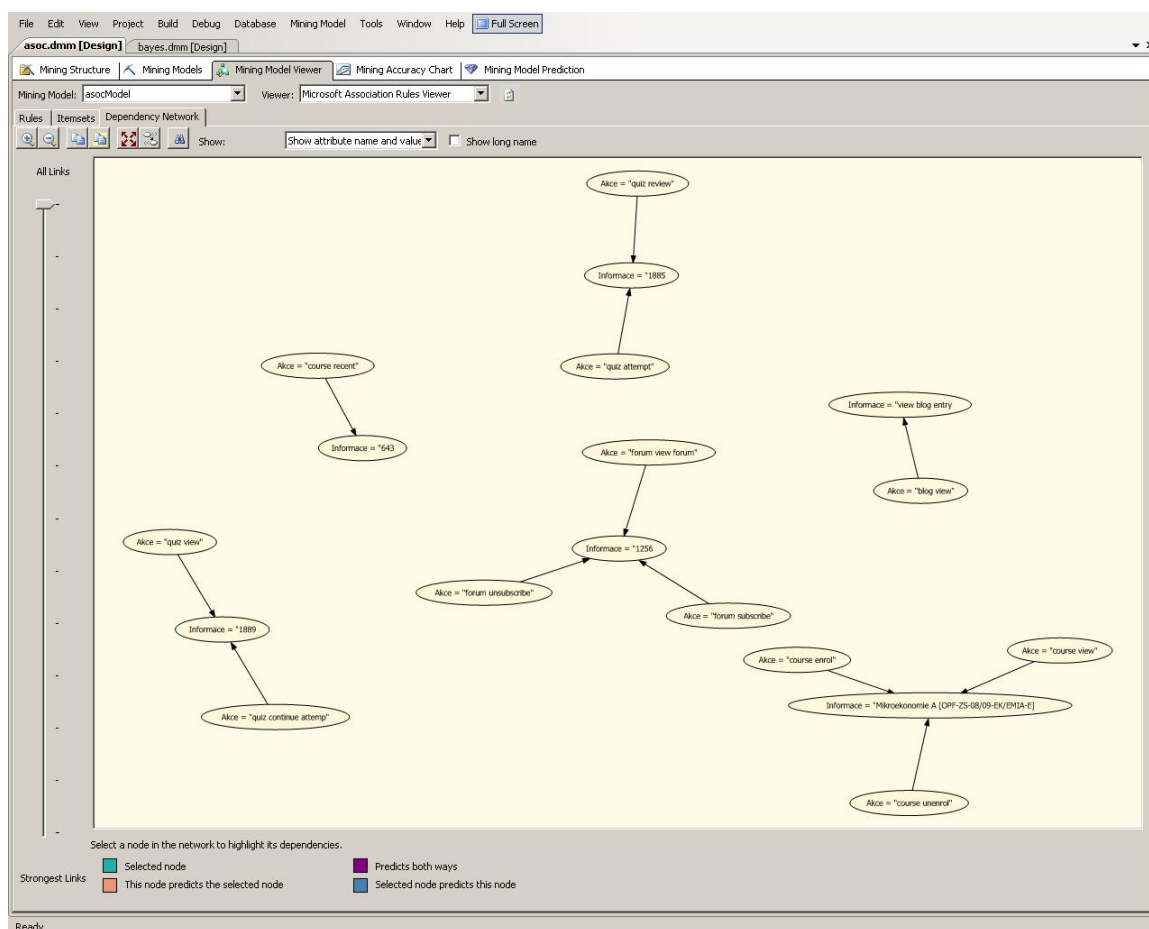 File Edit View Project Build Debug Database Mining Model Tools Window Help Full Screen
asoc.dmm [Design] bayes.dmm [Design]
Mining Structure Mining Models Mining Model Viewer Mining Accuracy Chart Mining Model Prediction
Mining Model: asocModel Viewer: Microsoft Association Rules Viewer
Rules Itemsets Dependency Network
Show: Show attribute name and value Show long name
All Links
Akce = "quiz review"
Informace = "1885
Akce = "course recent"
Akce = "quiz attempt"
Informace = "view blog entry
Informace = "643
Akce = "forum view forum"
Akce = "blog view"
Akce = "quiz view"
Informace = "1256
Akce = "forum unsubscribe"
Akce = "forum subscribe"
Informace = "1889
Akce = "course enrol"
Akce = "course view"
Informace = "Mikroekonomie A [OPF-ZS-08/09-EK/EMIA-E]
Akce = "quiz continue attemp"
Akce = "course unenrol"
Select a node in the network to highlight its dependencies.
Selected node Predicts both ways
Strongest Links
This node predicts the selected node Selected node predicts this node
Ready